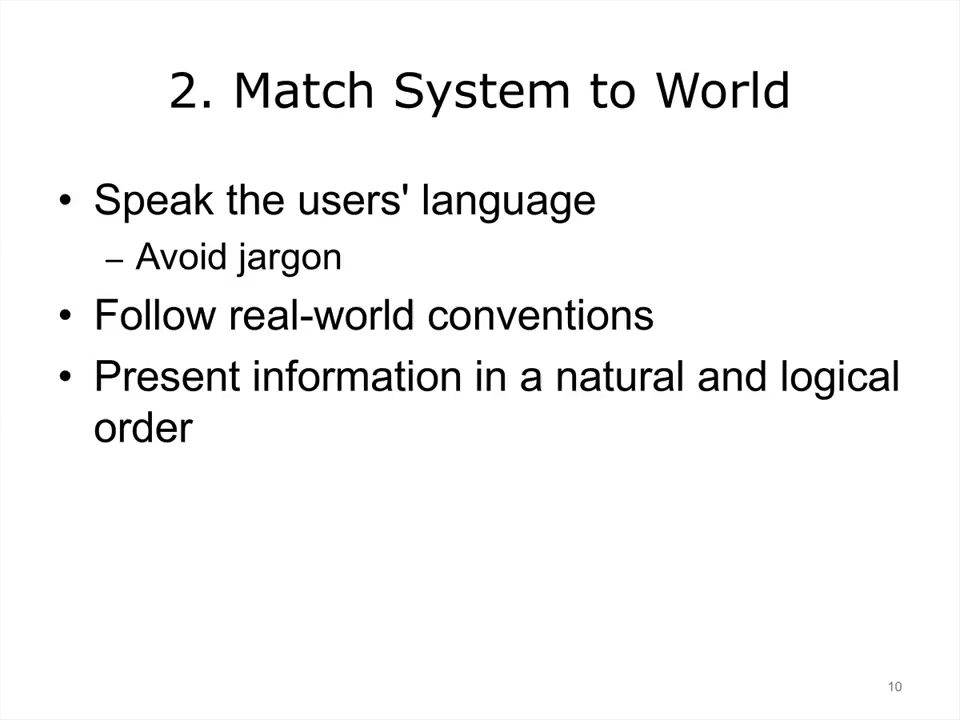 2. Match System to World
• Speak the users' language
– Avoid jargon
• Follow real-world conventions
• Present information in a natural and logical
order
10